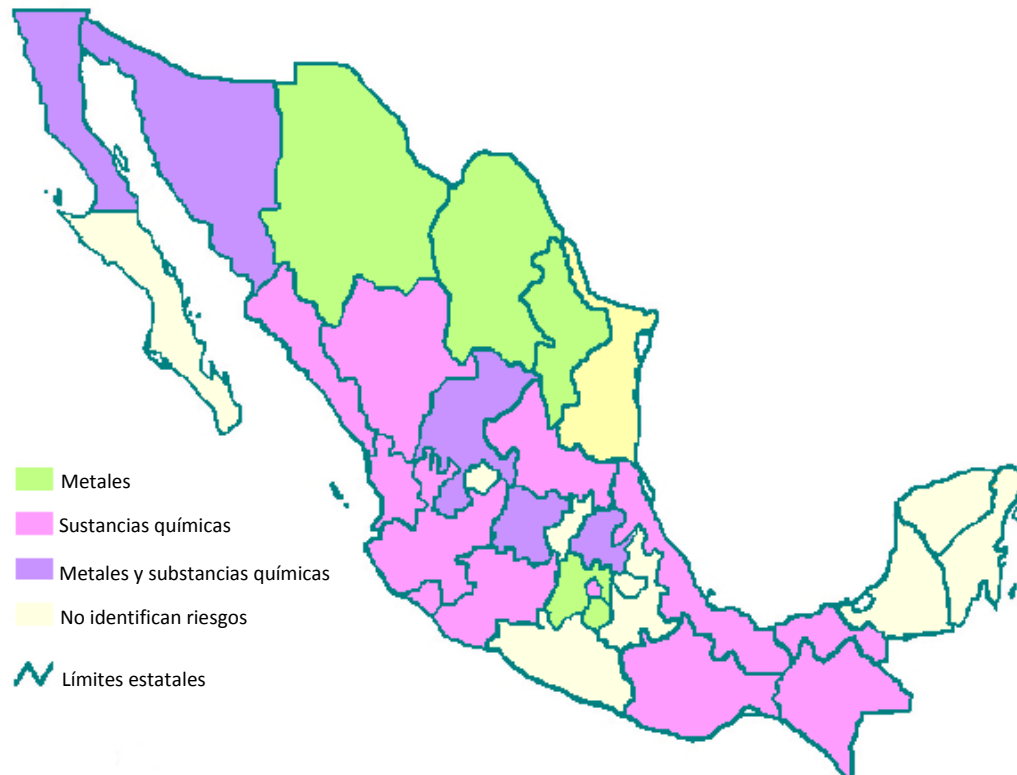 Metales
Sustancias químicas
Metales y substancias químicas
No identifican riesgos
Límites estatales